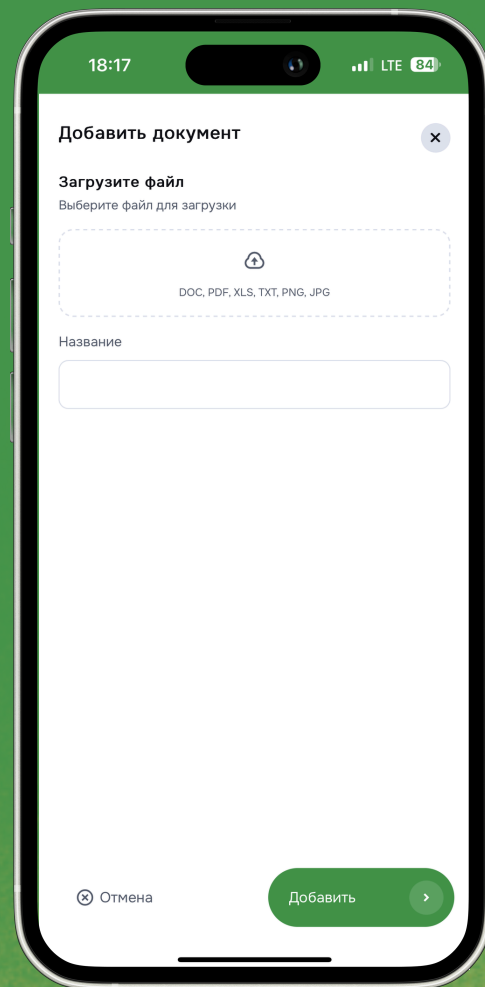 18:17 LTE 84
Добавить документ
Загрузите файл
Выберите файл для загрузки
DOC, PDF, XLS, TXT, PNG, JPG
Название
Отмена Добавить